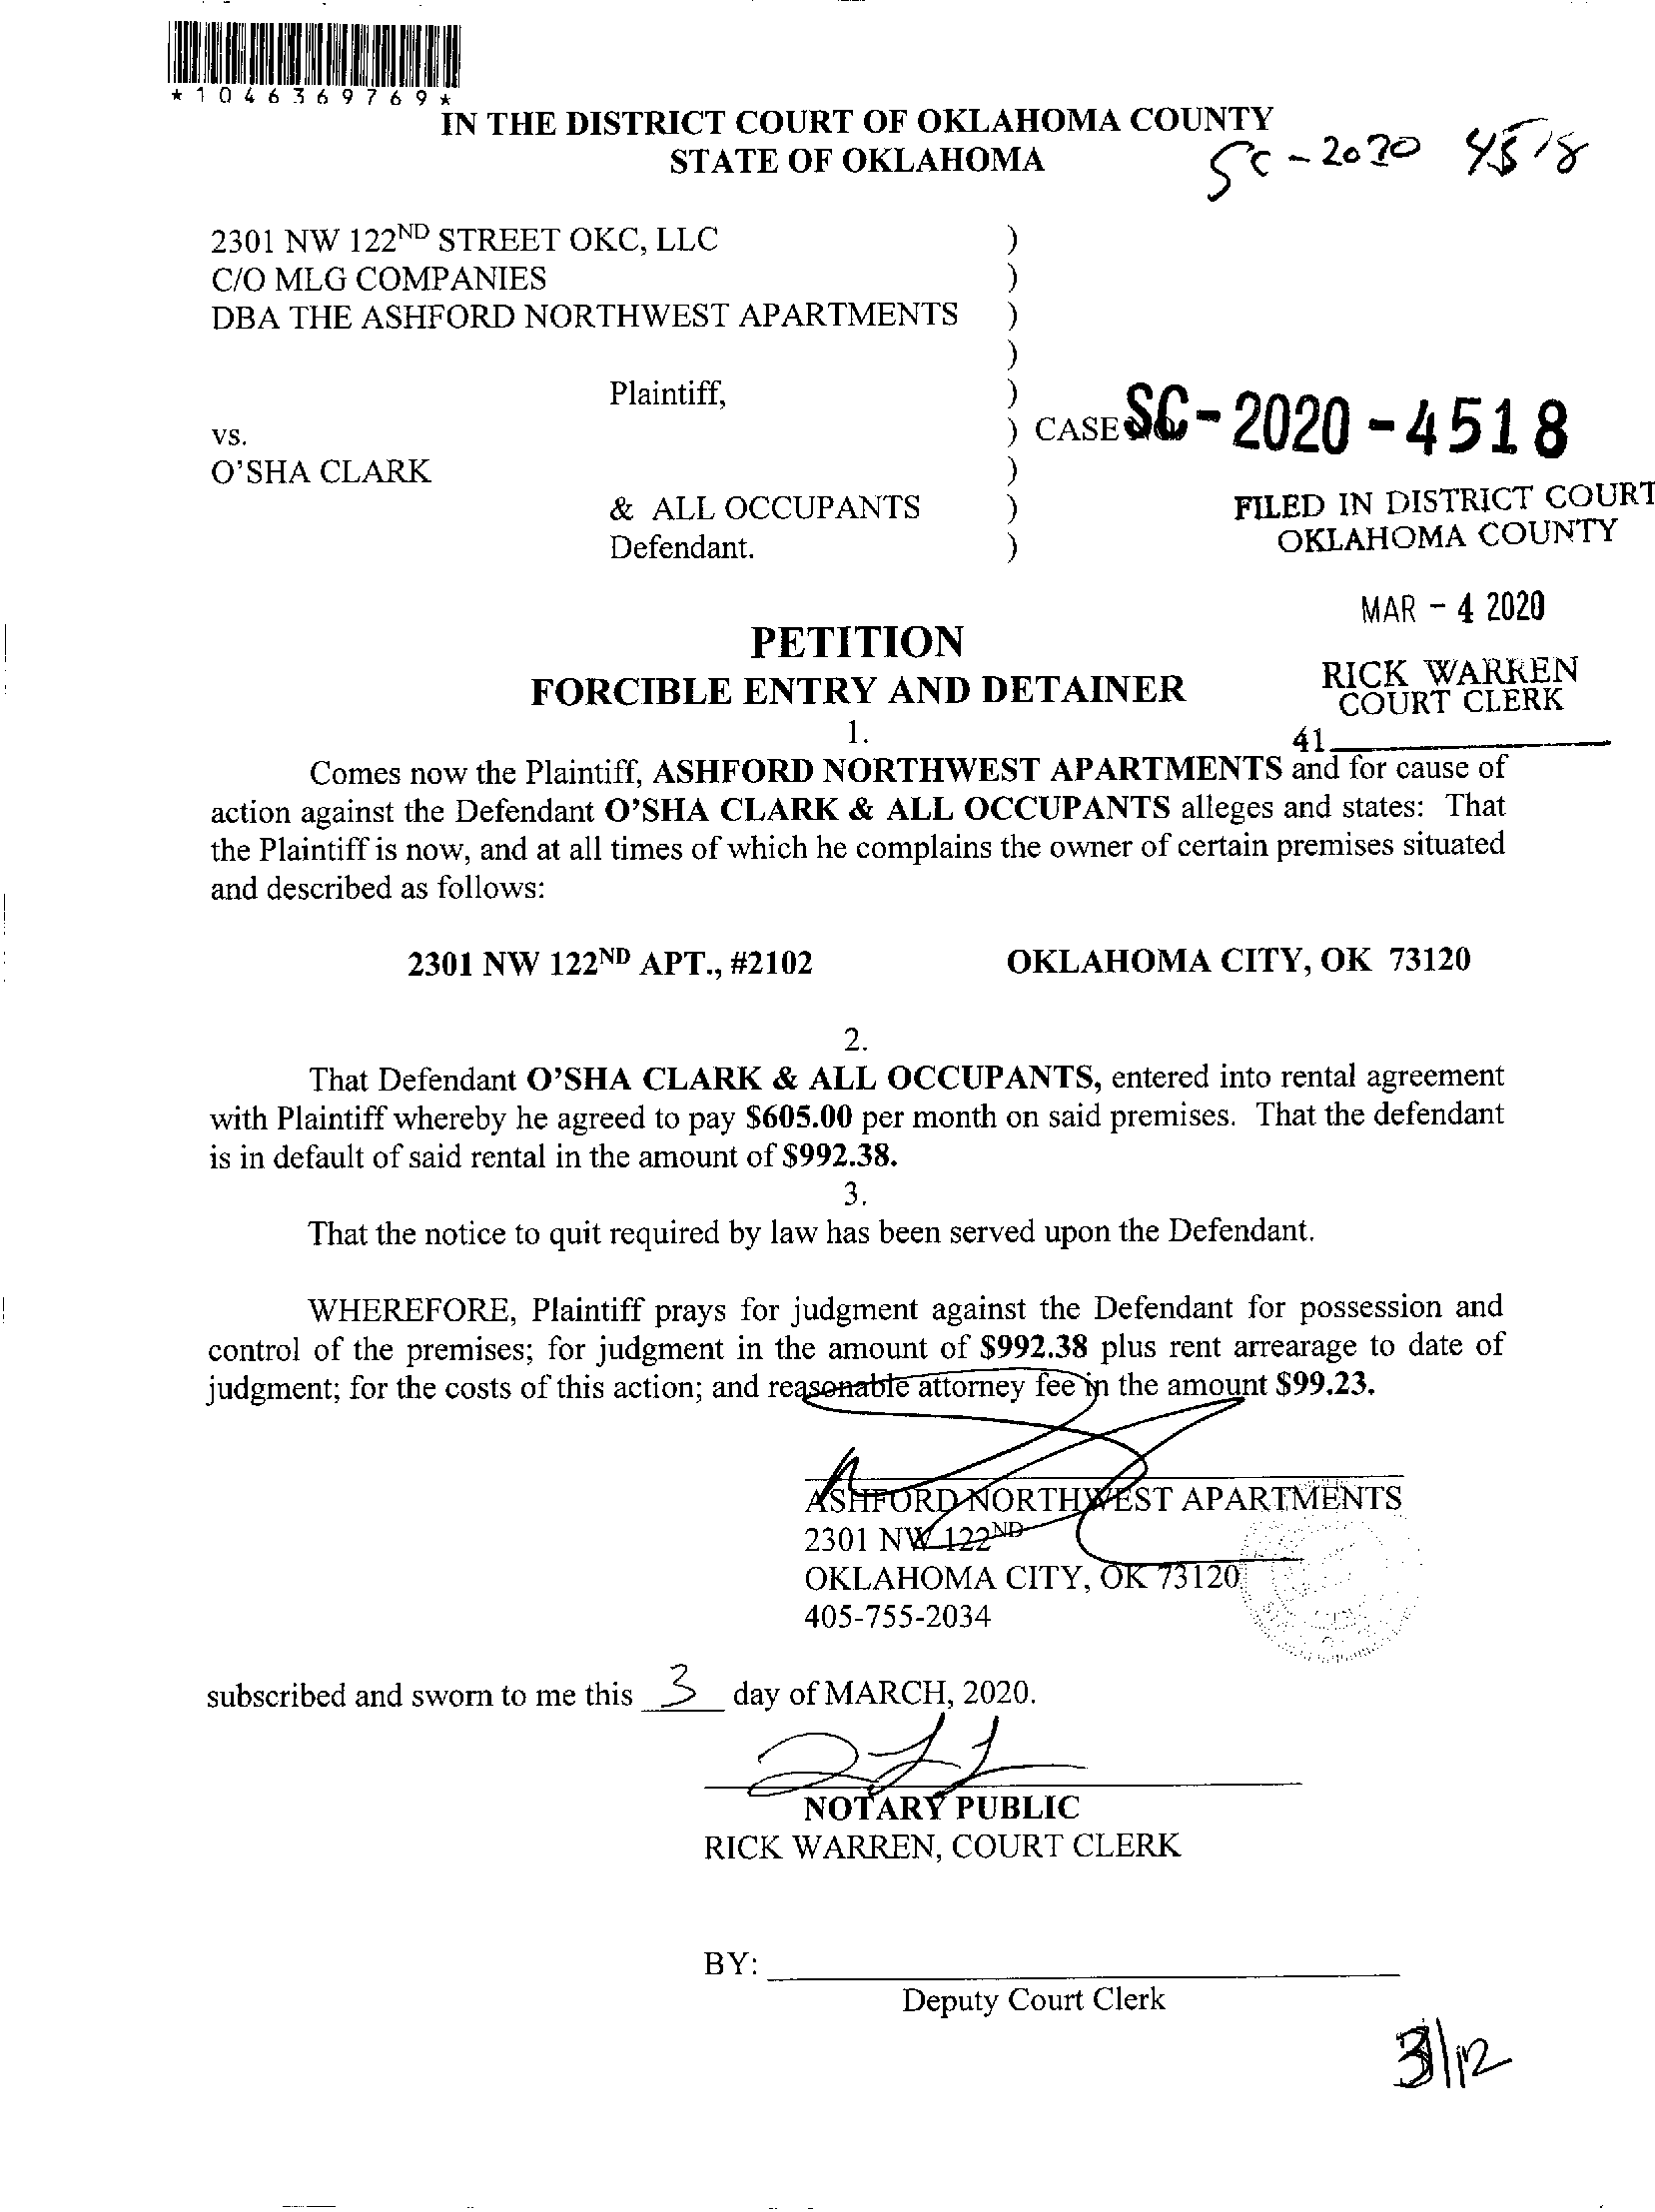 *1046369769*
IN THE DISTRICT COURT OF OKLAHOMA COUNTY
STATE OF OKLAHOMA
SC-2020 4518
2301 NW 122ND STREET OKC, LLC )
C/O MLG COMPANIES )
DBA THE ASHFORD NORTHWEST APARTMENTS )
)
Plaintiff, )
vs. ) CASE SC-2020-4518
O'SHA CLARK )
& ALL OCCUPANTS )
Defendant. )
FILED IN DISTRICT COURT
OKLAHOMA COUNTY
MAR - 4 2020
RICK WARREN
COURT CLERK
41
PETITION
FORCIBLE ENTRY AND DETAINER
1.
Comes now the Plaintiff, ASHFORD NORTHWEST APARTMENTS and for cause of
action against the Defendant O'SHA CLARK & ALL OCCUPANTS alleges and states: That
the Plaintiff is now, and at all times of which he complains the owner of certain premises situated
and described as follows:
2301 NW 122ND APT., #2102 OKLAHOMA CITY, OK 73120
2.
That Defendant O'SHA CLARK & ALL OCCUPANTS, entered into rental agreement
with Plaintiff whereby he agreed to pay $605.00 per month on said premises. That the defendant
is in default of said rental in the amount of $992.38.
3.
That the notice to quit required by law has been served upon the Defendant.
WHEREFORE, Plaintiff prays for judgment against the Defendant for possession and
control of the premises; for judgment in the amount of $992.38 plus rent arrearage to date of
judgment; for the costs of this action; and reasonable attorney fee in the amount $99.23.
ASHFORD NORTHWEST APARTMENTS
2301 NW 122ND
OKLAHOMA CITY, OK 73120
405-755-2034
subscribed and sworn to me this 3 day of MARCH, 2020.
NOTARY PUBLIC
RICK WARREN, COURT CLERK
BY:
Deputy Court Clerk
3/12